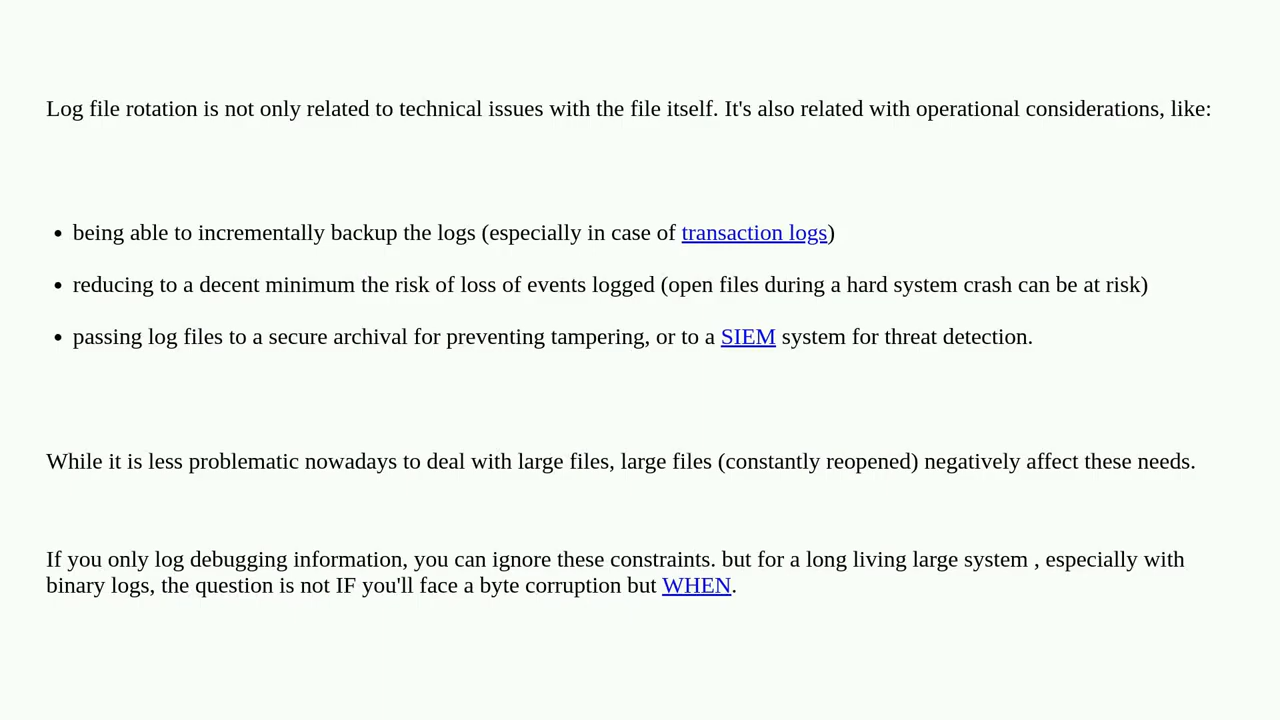 Log file rotation is not only related to technical issues with the file itself. It's also related with operational considerations, like:
• being able to incrementally backup the logs (especially in case of transaction logs)
• reducing to a decent minimum the risk of loss of events logged (open files during a hard system crash can be at risk)
• passing log files to a secure archival for preventing tampering, or to a SIEM system for threat detection.
While it is less problematic nowadays to deal with large files, large files (constantly reopened) negatively affect these needs.
If you only log debugging information, you can ignore these constraints. but for a long living large system , especially with
binary logs, the question is not IF you'll face a byte corruption but WHEN.